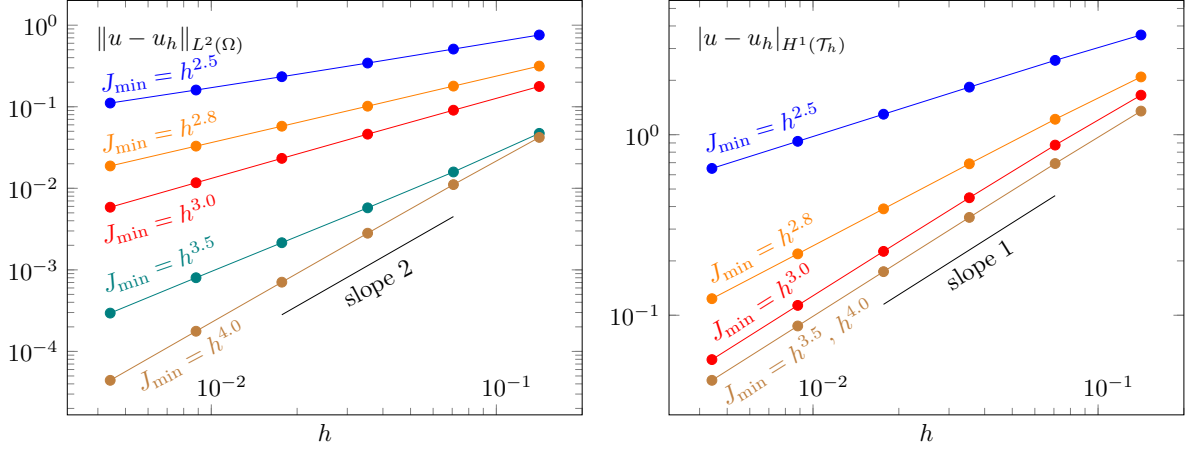 ‖u − u_h‖_{L²(Ω)}
J_min = h^{2.5}
J_min = h^{2.8}
J_min = h^{3.0}
J_min = h^{3.5}
J_min = h^{4.0}
slope 2
10^0
10^{−1}
10^{−2}
10^{−3}
10^{−4}
10^{−2}
10^{−1}
h
|u − u_h|_{H¹(𝒯_h)}
J_min = h^{2.5}
J_min = h^{2.8}
J_min = h^{3.0}
J_min = h^{3.5}, h^{4.0}
slope 1
10^0
10^{−1}
10^{−2}
10^{−1}
h